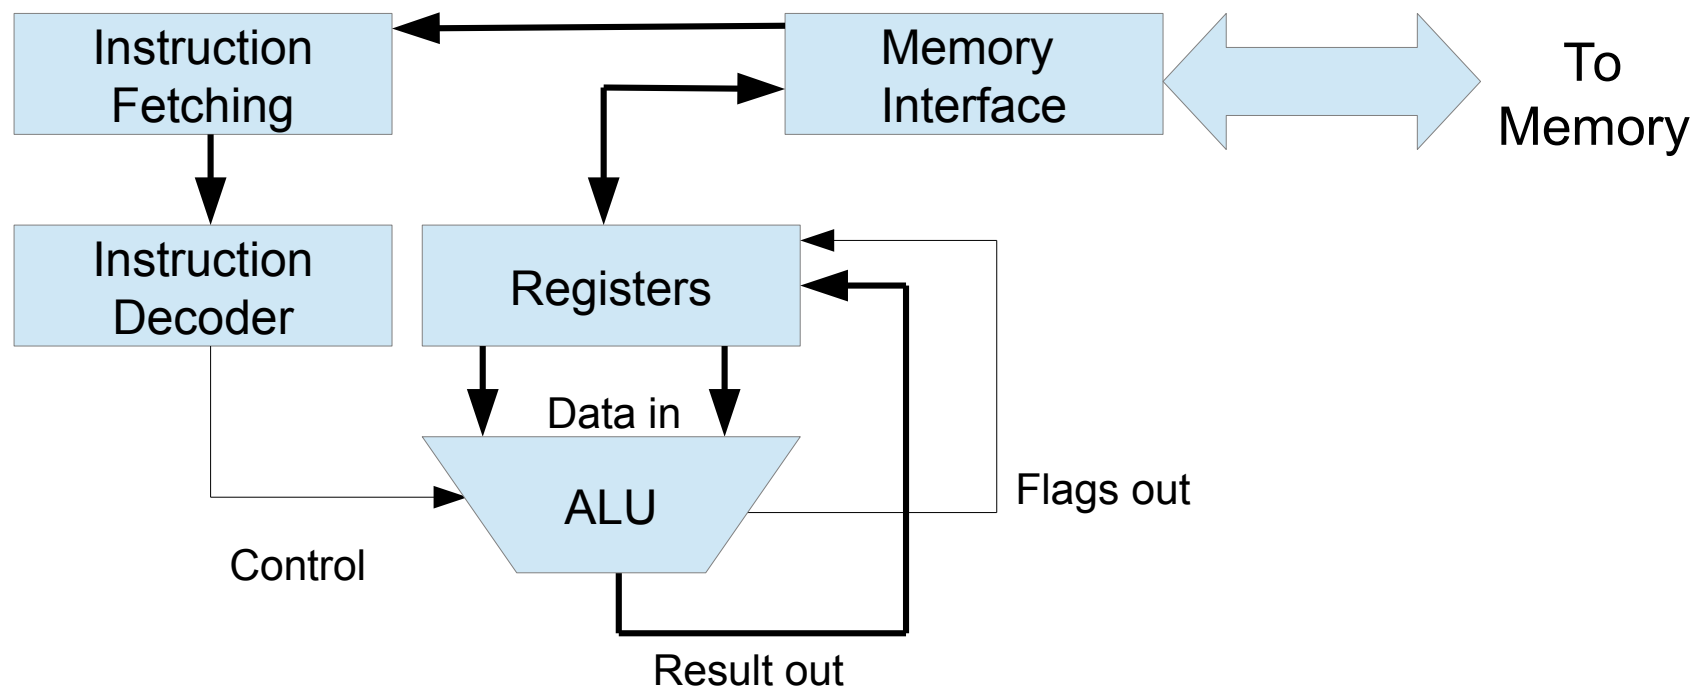 Instruction
Fetching
Memory
Interface
To
Memory
Instruction
Decoder
Registers
Data in
ALU
Flags out
Control
Result out